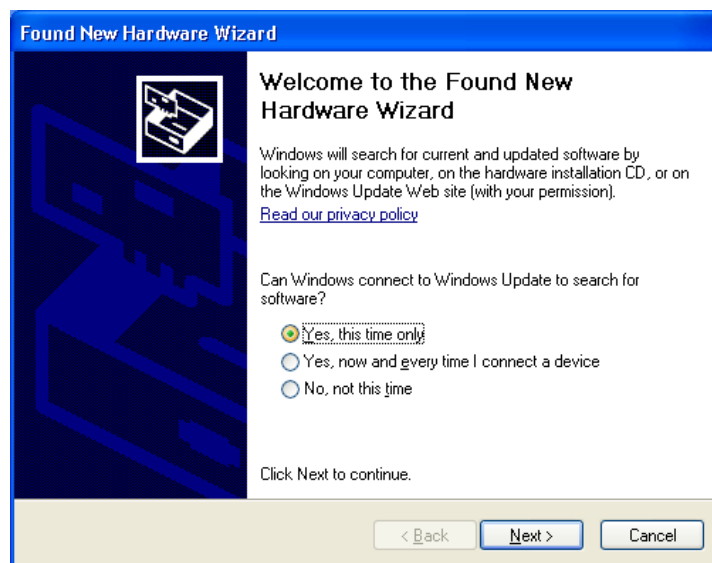 Found New Hardware Wizard
Welcome to the Found New
Hardware Wizard
Windows will search for current and updated software by
looking on your computer, on the hardware installation CD, or on
the Windows Update Web site (with your permission).
Read our privacy policy
Can Windows connect to Windows Update to search for
software?
Yes, this time only
Yes, now and every time I connect a device
No, not this time
Click Next to continue.
< Back Next > Cancel